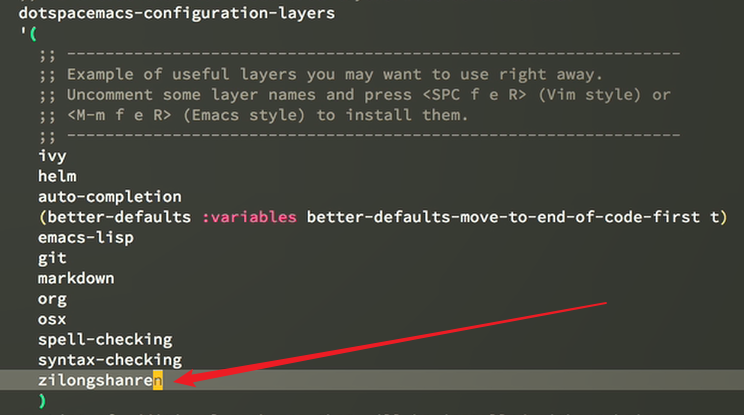 dotspacemacs-configuration-layers
'(
;; -----------------------------------------------------------------
;; Example of useful layers you may want to use right away.
;; Uncomment some layer names and press <SPC f e R> (Vim style) or
;; <M-m f e R> (Emacs style) to install them.
;; -----------------------------------------------------------------
ivy
helm
auto-completion
(better-defaults :variables better-defaults-move-to-end-of-code-first t)
emacs-lisp
git
markdown
org
osx
spell-checking
syntax-checking
zilongshanren
)